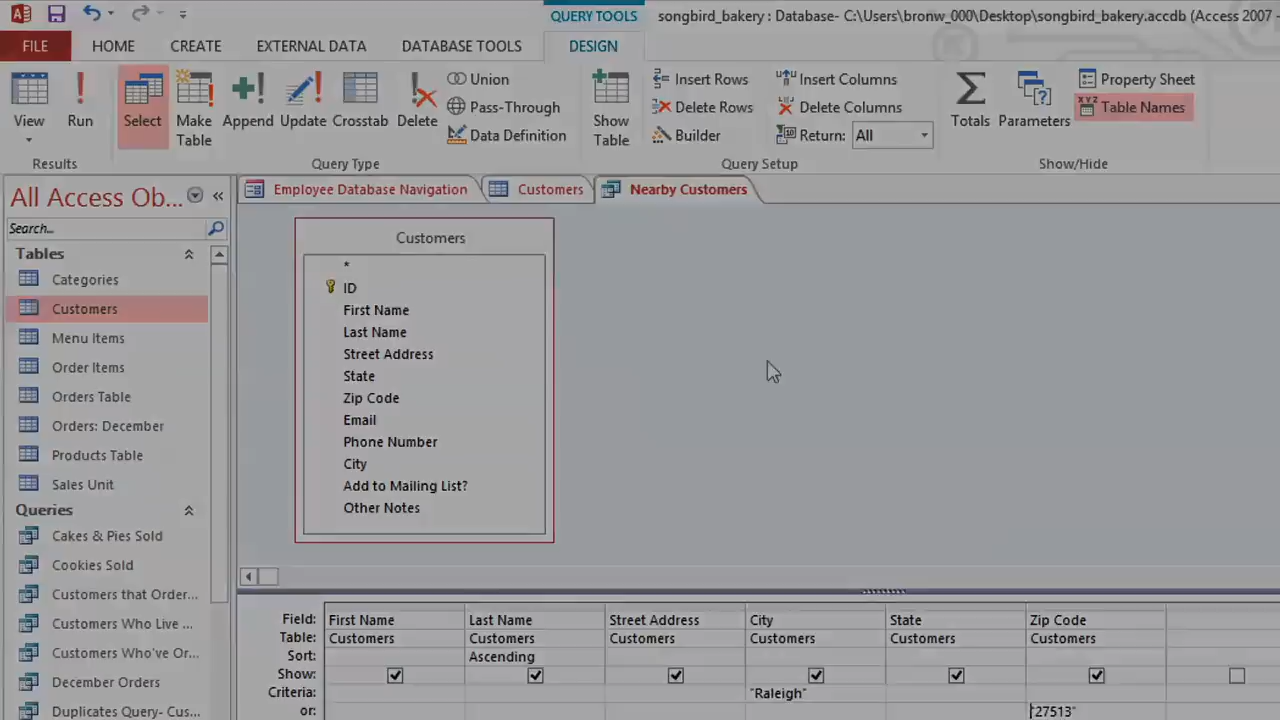 QUERY TOOLS
songbird_bakery : Database- C:\Users\bronw_000\Desktop\songbird_bakery.accdb (Access 2007 -
FILE HOME CREATE EXTERNAL DATA DATABASE TOOLS DESIGN
View
Run
Results
Select
Make Table
Append
Update
Crosstab
Delete
Union
Pass-Through
Data Definition
Query Type
Show Table
Insert Rows
Delete Rows
Builder
Insert Columns
Delete Columns
Return: All
Query Setup
Totals
Parameters
Property Sheet
XYZ Table Names
Show/Hide
All Access Ob...
Search...
Tables
Categories
Customers
Menu Items
Order Items
Orders Table
Orders: December
Products Table
Sales Unit
Queries
Cakes & Pies Sold
Cookies Sold
Customers that Order...
Customers Who Live ...
Customers Who've Or...
December Orders
Duplicates Query- Cus...
Employee Database Navigation
Customers
Nearby Customers
Customers
*
ID
First Name
Last Name
Street Address
State
Zip Code
Email
Phone Number
City
Add to Mailing List?
Other Notes
Field: First Name Last Name Street Address City State Zip Code
Table: Customers Customers Customers Customers Customers Customers
Sort: Ascending
Show:
Criteria: "Raleigh"
or: "27513"